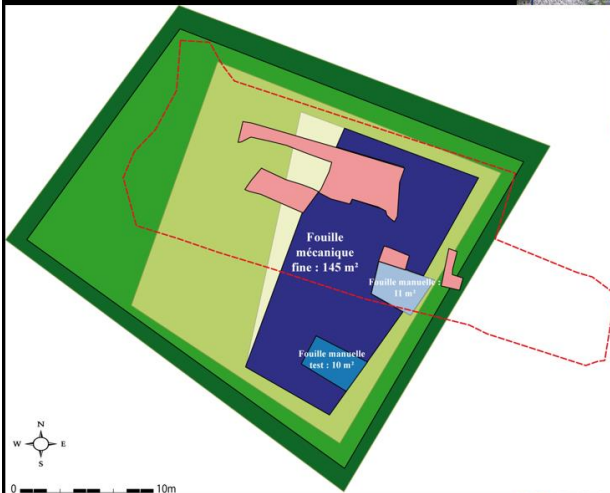 Fouille
mécanique
fine : 145 m²
Fouille manuelle :
11 m²
Fouille manuelle
test : 10 m²
N
W E
S
0 10m